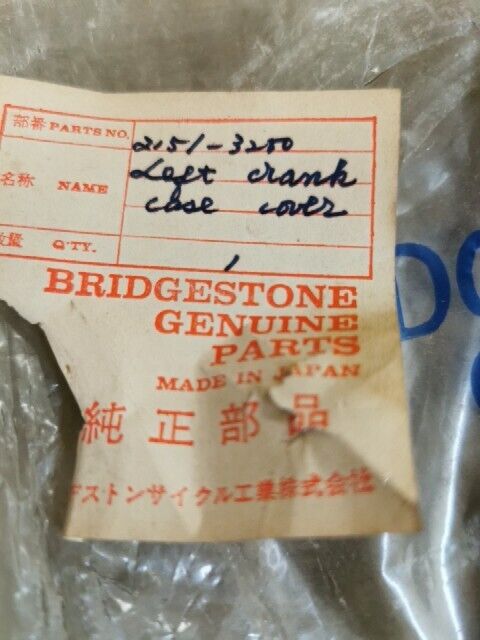 部番 PARTS NO. 2151-3200
名称 NAME Left crank
case cover
数量 Q'TY. 1
BRIDGESTONE
GENUINE
PARTS
MADE IN JAPAN
純正部品
ドストンサイクル工業株式会社